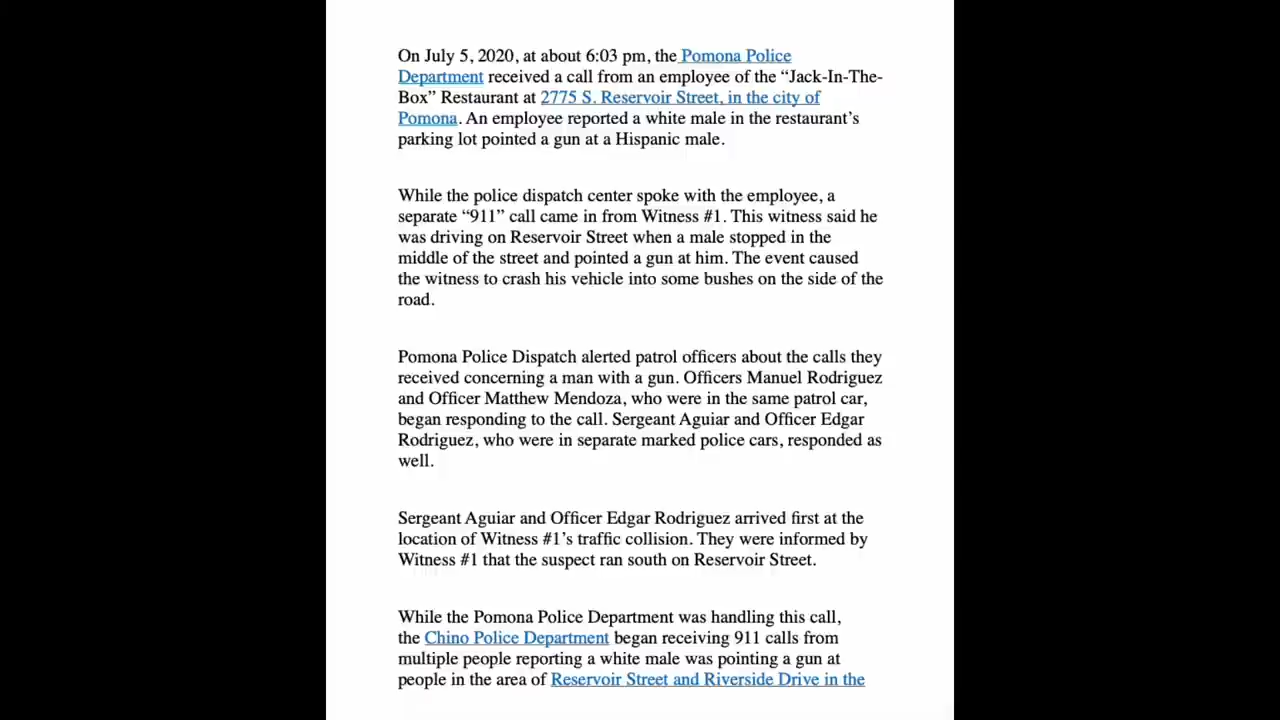 On July 5, 2020, at about 6:03 pm, the Pomona Police
Department received a call from an employee of the “Jack-In-The-
Box” Restaurant at 2775 S. Reservoir Street, in the city of
Pomona. An employee reported a white male in the restaurant’s
parking lot pointed a gun at a Hispanic male.
While the police dispatch center spoke with the employee, a
separate “911” call came in from Witness #1. This witness said he
was driving on Reservoir Street when a male stopped in the
middle of the street and pointed a gun at him. The event caused
the witness to crash his vehicle into some bushes on the side of the
road.
Pomona Police Dispatch alerted patrol officers about the calls they
received concerning a man with a gun. Officers Manuel Rodriguez
and Officer Matthew Mendoza, who were in the same patrol car,
began responding to the call. Sergeant Aguiar and Officer Edgar
Rodriguez, who were in separate marked police cars, responded as
well.
Sergeant Aguiar and Officer Edgar Rodriguez arrived first at the
location of Witness #1’s traffic collision. They were informed by
Witness #1 that the suspect ran south on Reservoir Street.
While the Pomona Police Department was handling this call,
the Chino Police Department began receiving 911 calls from
multiple people reporting a white male was pointing a gun at
people in the area of Reservoir Street and Riverside Drive in the